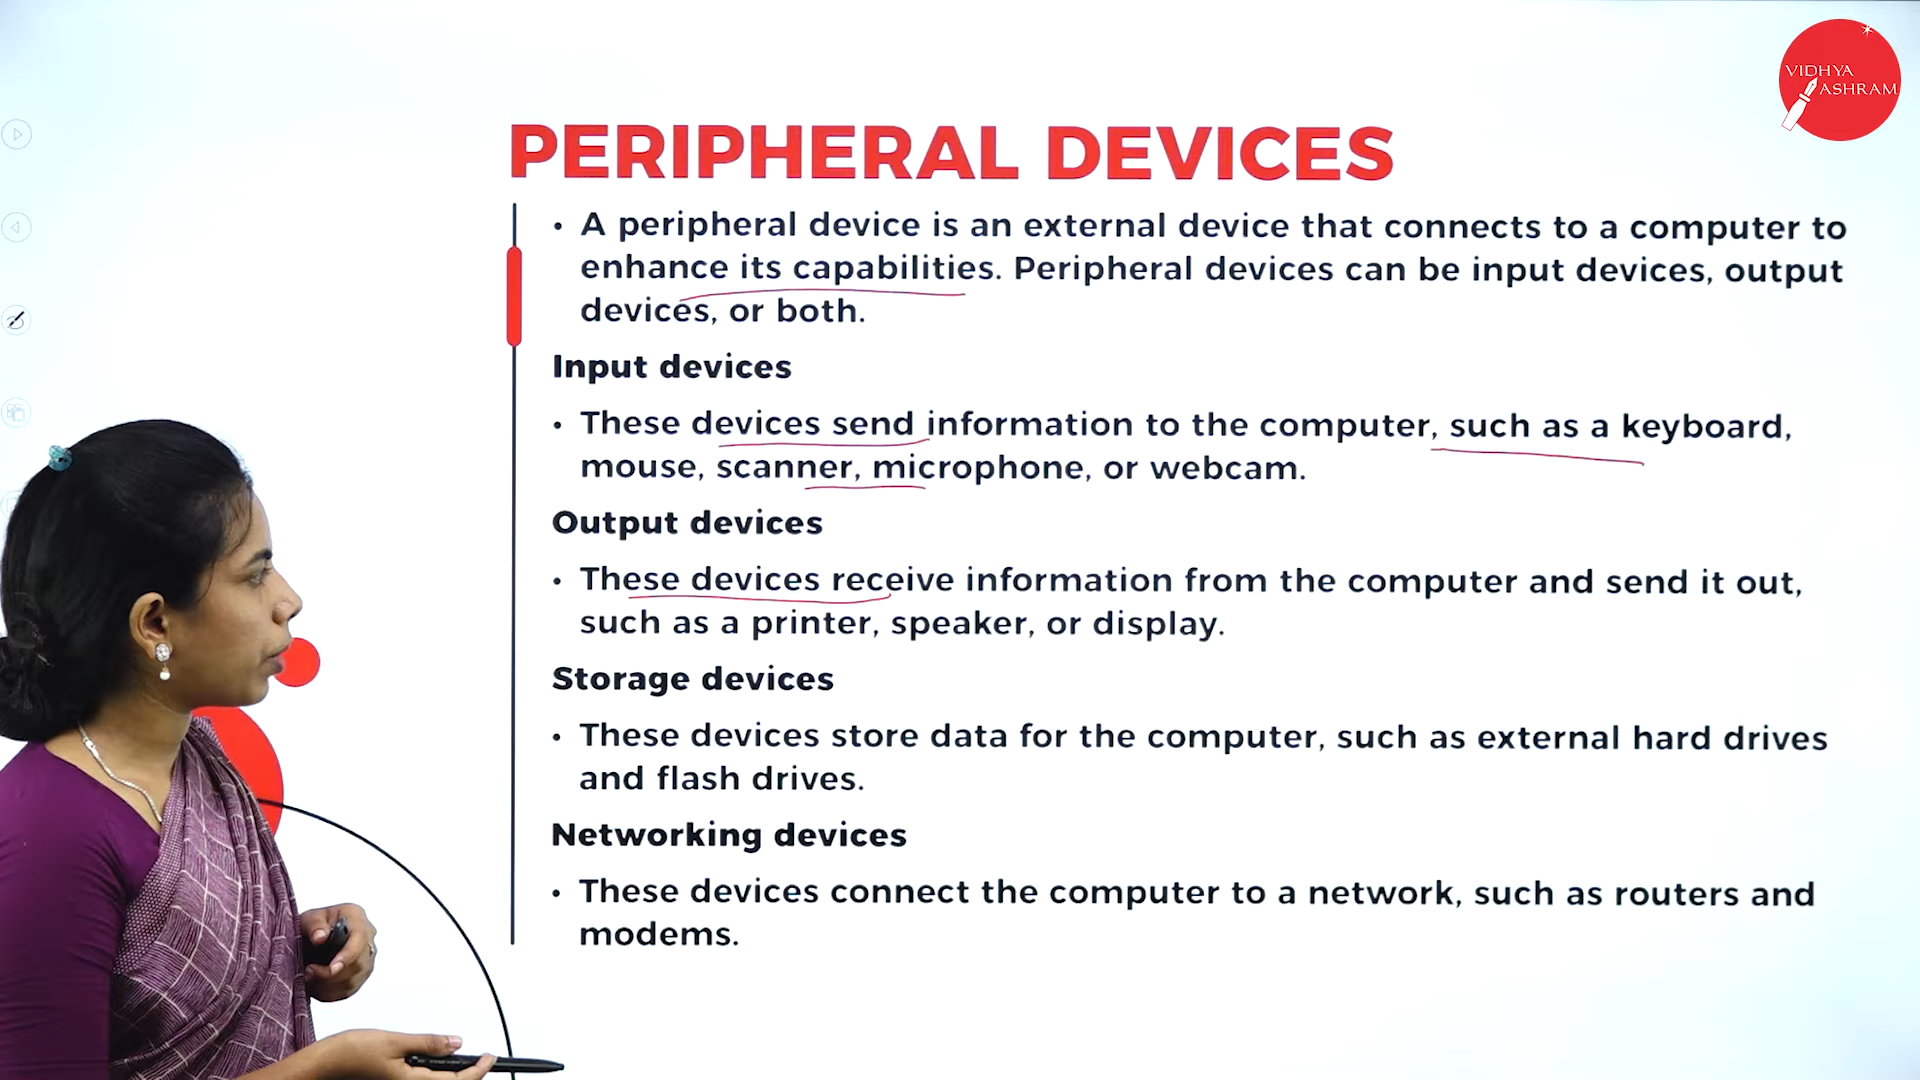 VIDHYA
ASHRAM
PERIPHERAL DEVICES
• A peripheral device is an external device that connects to a computer to
enhance its capabilities. Peripheral devices can be input devices, output
devices, or both.
Input devices
• These devices send information to the computer, such as a keyboard,
mouse, scanner, microphone, or webcam.
Output devices
• These devices receive information from the computer and send it out,
such as a printer, speaker, or display.
Storage devices
• These devices store data for the computer, such as external hard drives
and flash drives.
Networking devices
• These devices connect the computer to a network, such as routers and
modems.